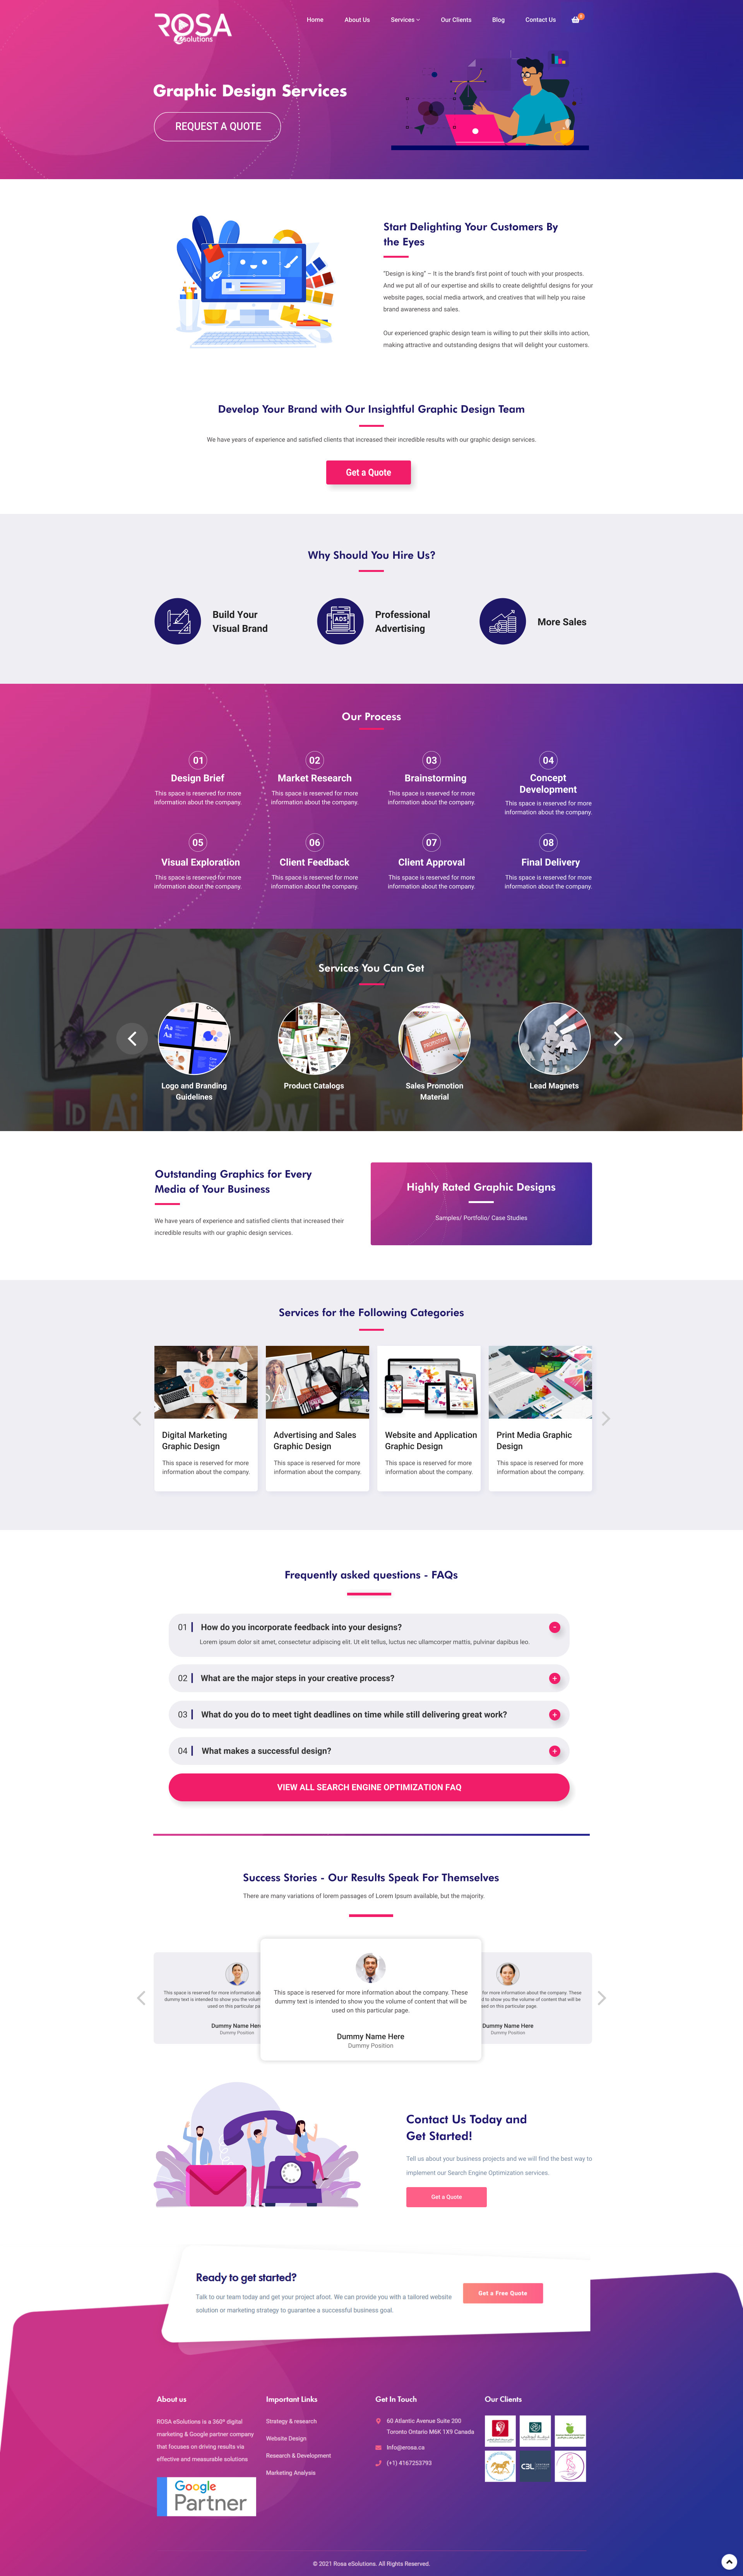 ROSA
eSolutions
Home
About Us
Services
Our Clients
Blog
Contact Us
0
Graphic Design Services
REQUEST A QUOTE
Start Delighting Your Customers By
the Eyes
"Design is king" – It is the brand's first point of touch with your prospects.
And we put all of our expertise and skills to create delightful designs for your
website pages, social media artwork, and creatives that will help you raise
brand awareness and sales.
Our experienced graphic design team is willing to put their skills into action,
making attractive and outstanding designs that will delight your customers.
Develop Your Brand with Our Insightful Graphic Design Team
We have years of experience and satisfied clients that increased their incredible results with our graphic design services.
Get a Quote
Why Should You Hire Us?
Build Your
Visual Brand
ADS
Professional
Advertising
More Sales
Our Process
01
Design Brief
This space is reserved for more
information about the company.
02
Market Research
This space is reserved for more
information about the company.
03
Brainstorming
This space is reserved for more
information about the company.
04
Concept
Development
This space is reserved for more
information about the company.
05
Visual Exploration
This space is reserved for more
information about the company.
06
Client Feedback
This space is reserved for more
information about the company.
07
Client Approval
This space is reserved for more
information about the company.
08
Final Delivery
This space is reserved for more
information about the company.
Services You Can Get
Aa
Aa
PROMOTION
Logo and Branding
Guidelines
Product Catalogs
Sales Promotion
Material
Lead Magnets
Id Ai Ps Dw Fl Fw
Outstanding Graphics for Every
Media of Your Business
We have years of experience and satisfied clients that increased their
incredible results with our graphic design services.
Highly Rated Graphic Designs
Samples/ Portfolio/ Case Studies
Services for the Following Categories
Digital Marketing
Graphic Design
This space is reserved for more
information about the company.
Advertising and Sales
Graphic Design
This space is reserved for more
information about the company.
Website and Application
Graphic Design
This space is reserved for more
information about the company.
Print Media Graphic
Design
This space is reserved for more
information about the company.
Frequently asked questions - FAQs
01
How do you incorporate feedback into your designs?
-
Lorem ipsum dolor sit amet, consectetur adipiscing elit. Ut elit tellus, luctus nec ullamcorper mattis, pulvinar dapibus leo.
02
What are the major steps in your creative process?
+
03
What do you do to meet tight deadlines on time while still delivering great work?
+
04
What makes a successful design?
+
VIEW ALL SEARCH ENGINE OPTIMIZATION FAQ
Success Stories - Our Results Speak For Themselves
There are many variations of lorem passages of Lorem Ipsum available, but the majority.
This space is reserved for more information ab
dummy text is intended to show you the volum
used on this particular pa
Dummy Name Her
Dummy Position
This space is reserved for more information about the company. These
dummy text is intended to show you the volume of content that will be
used on this particular page.
Dummy Name Here
Dummy Position
for more information about the company. These
d to show you the volume of content that will be
sed on this particular page.
Dummy Name Here
Dummy Position
Contact Us Today and
Get Started!
Tell us about your business projects and we will find the best way to
implement our Search Engine Optimization services.
Get a Quote
Ready to get started?
Talk to our team today and get your project afoot. We can provide you with a tailored website
solution or marketing strategy to guarantee a successful business goal.
Get a Free Quote
About us
ROSA eSolutions is a 360º digital
marketing & Google partner company
that focuses on driving results via
effective and measurable solutions
Google
Partner
Important Links
Strategy & research
Website Design
Research & Development
Marketing Analysis
Get In Touch
60 Atlantic Avenue Suite 200
Toronto Ontario M6K 1X9 Canada
Info@erosa.ca
(+1) 4167253793
Our Clients
CBL
© 2021 Rosa eSolutions. All Rights Reserved.